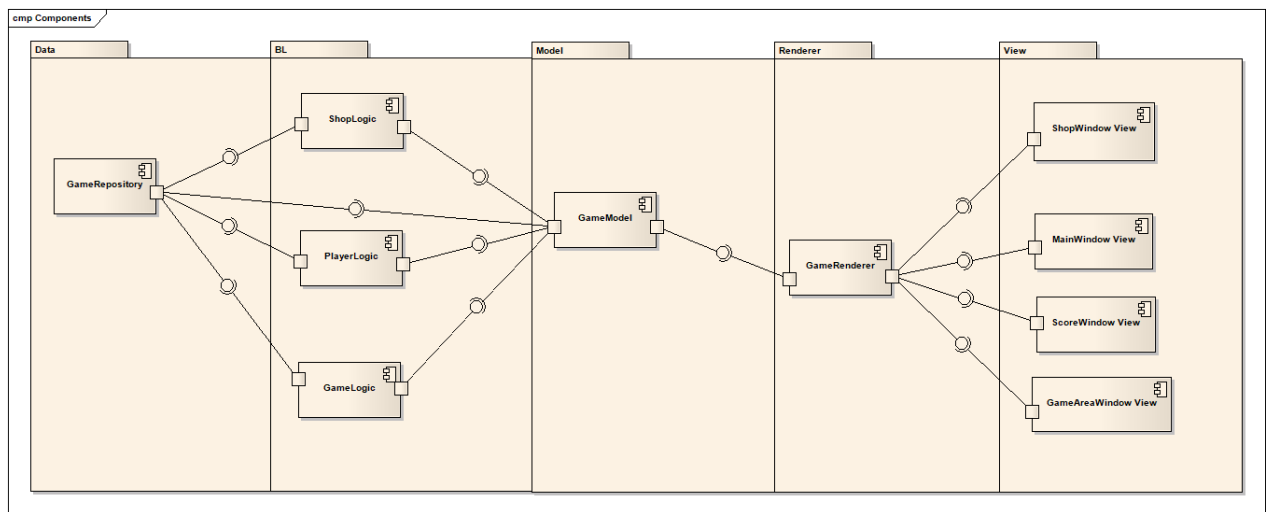 cmp Components
Data
BL
Model
Renderer
View
ShopLogic
ShopWindow View
GameRepository
GameModel
MainWindow View
PlayerLogic
GameRenderer
ScoreWindow View
GameLogic
GameAreaWindow View